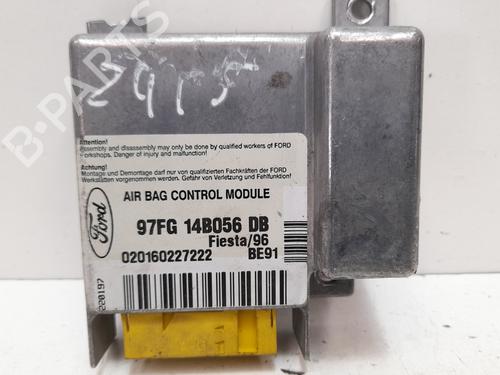 Attention!
Assembly and disassembly may only be done by qualified workers of FORD
workshops. Danger of injury and malfunction!
Achtung!
Montage und Demontage darf nur von qualifizierten Fachkräften der FORD
Werkstätten vorgenommen werden. Gefahr von Verletzung und Fehlfunktion!
AIR BAG CONTROL MODULE
Ford
97FG 14B056 DB
Fiesta/96
020160227222 BE91
220197
B-PARTS